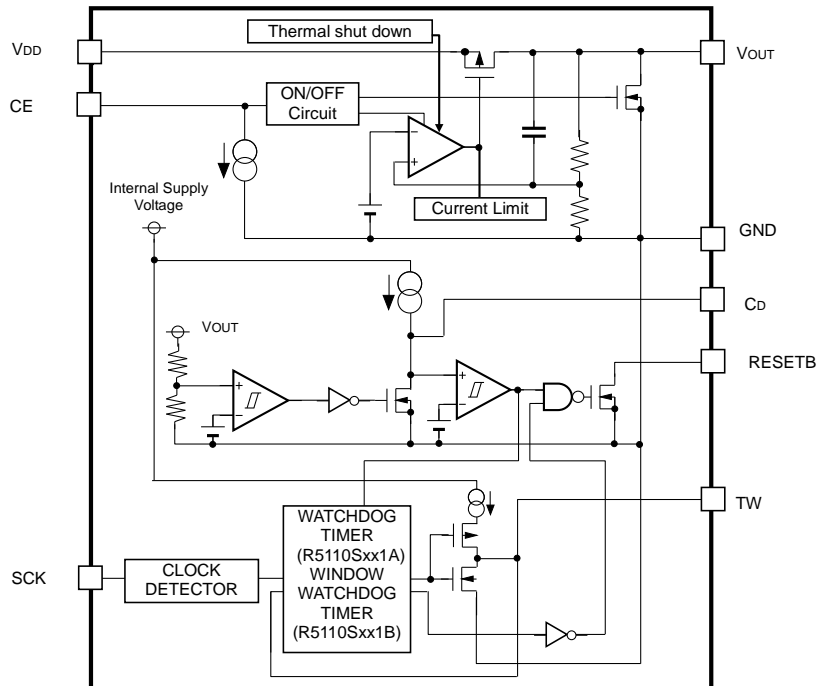 Thermal shut down
VDD
VOUT
CE
ON/OFF
Circuit
−
+
Internal Supply
Voltage
Current Limit
GND
CD
VOUT
RESETB
+
−
+
−
TW
WATCHDOG
TIMER
(R5110Sxx1A)
WINDOW
WATCHDOG
TIMER
(R5110Sxx1B)
SCK
CLOCK
DETECTOR